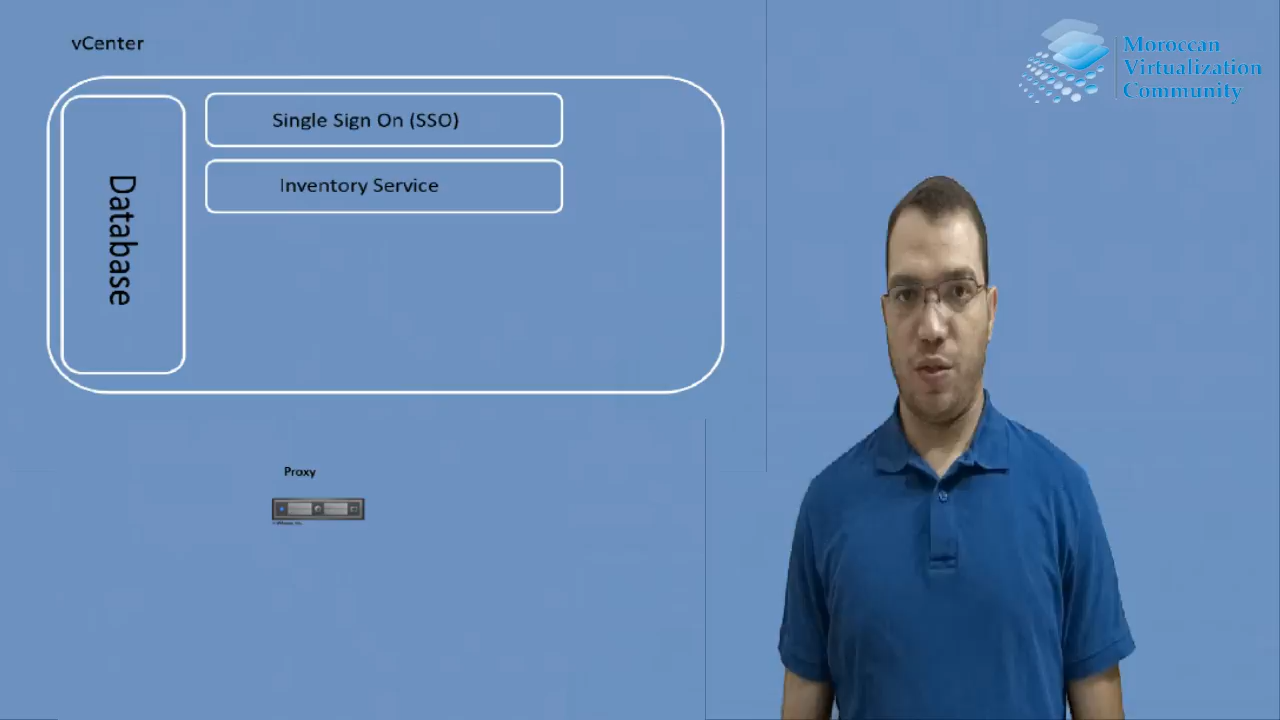 vCenter
Moroccan
Virtualization
Community
Single Sign On (SSO)
Inventory Service
Database
Proxy